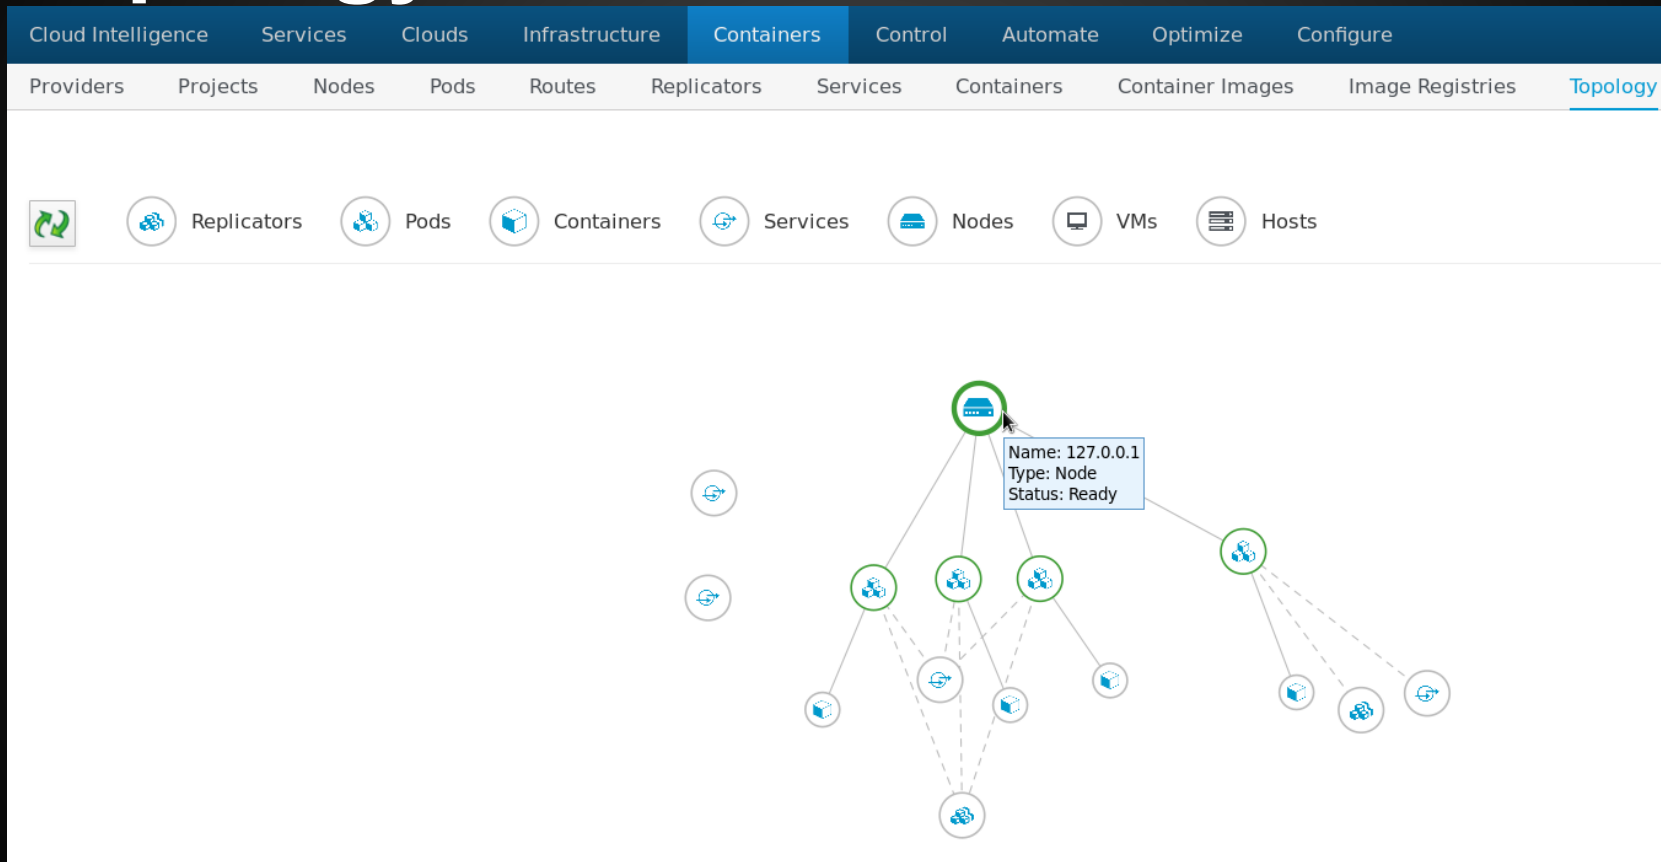 Cloud Intelligence Services Clouds Infrastructure Containers Control Automate Optimize Configure
Providers Projects Nodes Pods Routes Replicators Services Containers Container Images Image Registries Topology
Replicators Pods Containers Services Nodes VMs Hosts
Name: 127.0.0.1
Type: Node
Status: Ready